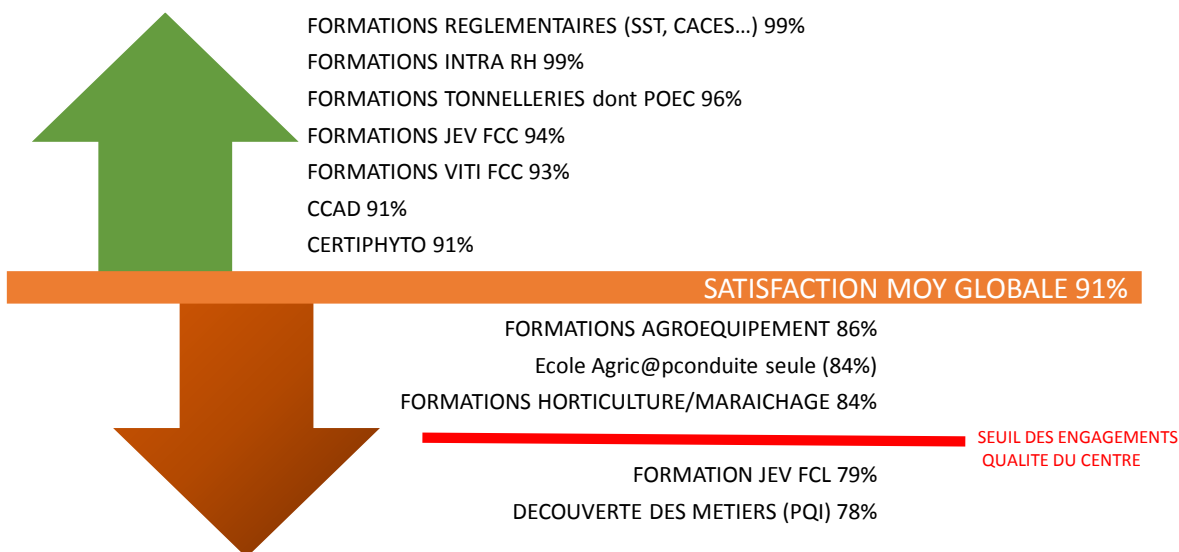 FORMATIONS REGLEMENTAIRES (SST, CACES…) 99%
FORMATIONS INTRA RH 99%
FORMATIONS TONNELLERIES dont POEC 96%
FORMATIONS JEV FCC 94%
FORMATIONS VITI FCC 93%
CCAD 91%
CERTIPHYTO 91%
SATISFACTION MOY GLOBALE 91%
FORMATIONS AGROEQUIPEMENT 86%
Ecole Agric@pconduite seule (84%)
FORMATIONS HORTICULTURE/MARAICHAGE 84%
SEUIL DES ENGAGEMENTS
QUALITE DU CENTRE
FORMATION JEV FCL 79%
DECOUVERTE DES METIERS (PQI) 78%